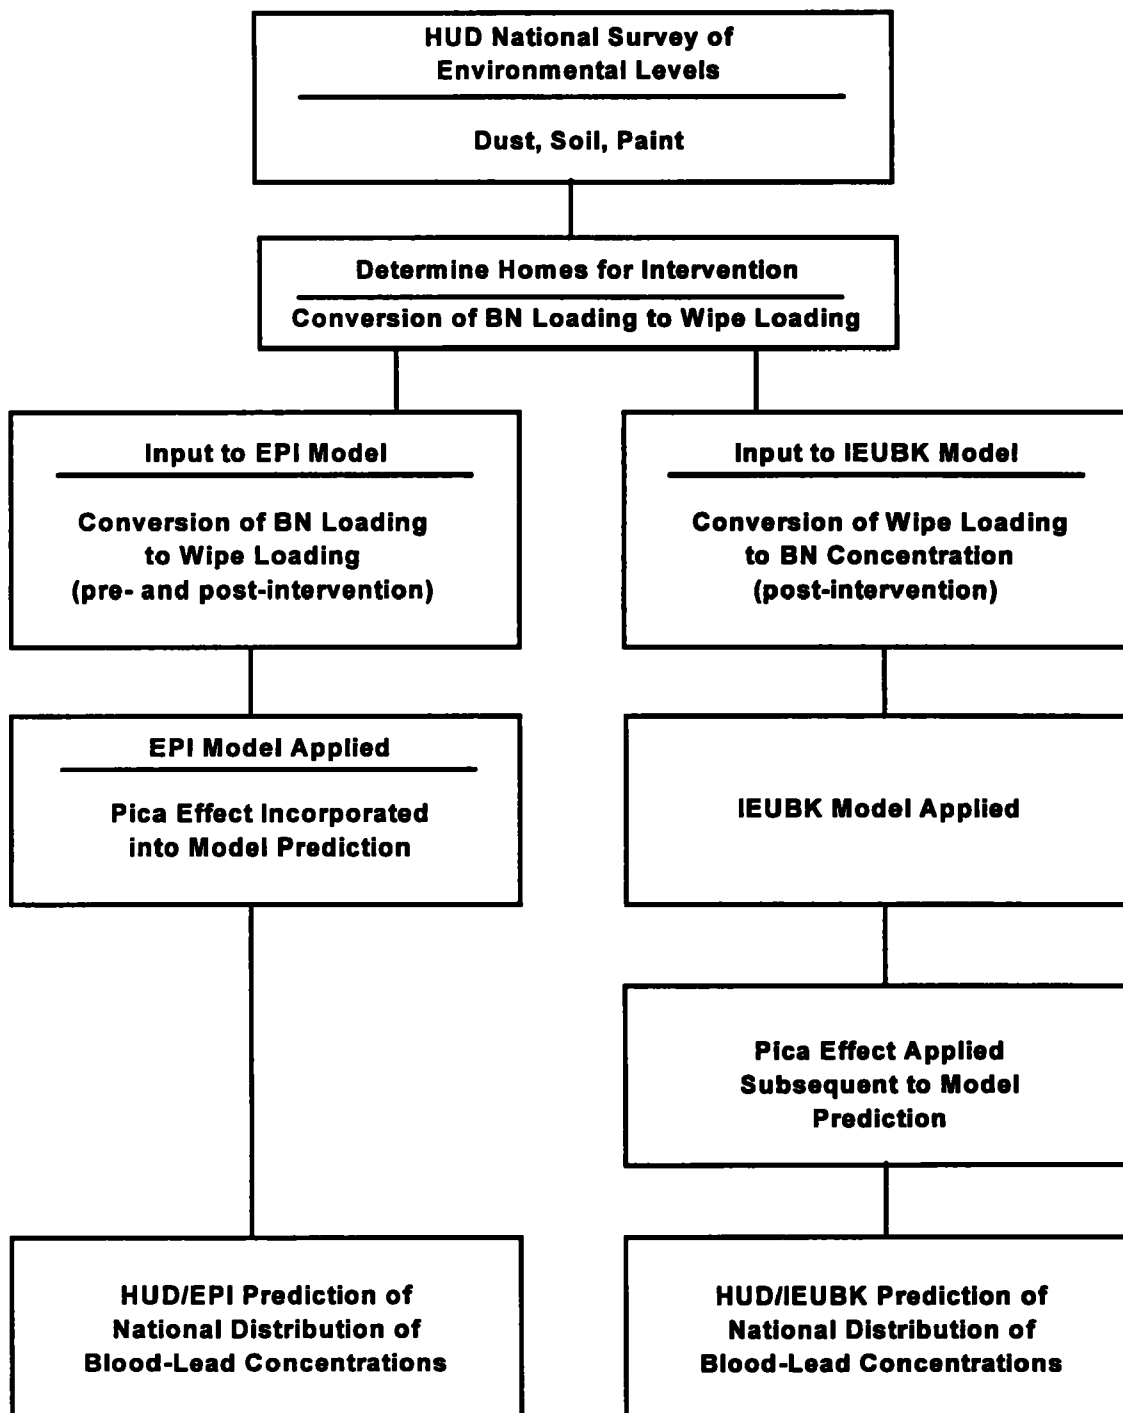 HUD National Survey of
Environmental Levels
Dust, Soil, Paint
Determine Homes for Intervention
Conversion of BN Loading to Wipe Loading
Input to EPI Model
Conversion of BN Loading
to Wipe Loading
(pre- and post-intervention)
Input to IEUBK Model
Conversion of Wipe Loading
to BN Concentration
(post-intervention)
EPI Model Applied
Pica Effect Incorporated
into Model Prediction
IEUBK Model Applied
Pica Effect Applied
Subsequent to Model
Prediction
HUD/EPI Prediction of
National Distribution of
Blood-Lead Concentrations
HUD/IEUBK Prediction of
National Distribution of
Blood-Lead Concentrations